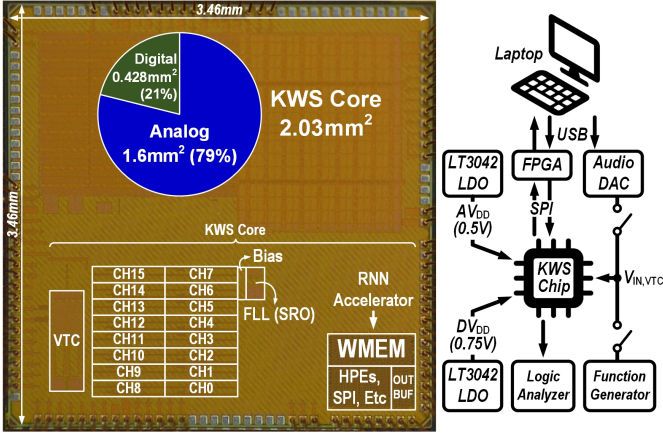 3.46mm
3.46mm
Digital
0.428mm²
(21%)
Analog
1.6mm² (79%)
KWS Core
2.03mm²
KWS Core
Bias
CH15 CH7
CH14 CH6
CH13 CH5
CH12 CH4
CH11 CH3
CH10 CH2
CH9 CH1
CH8 CH0
VTC
FLL (SRO)
RNN
Accelerator
WMEM
HPEs,
SPI, Etc
OUT
BUF
Laptop
USB
LT3042
LDO
FPGA
Audio
DAC
SPI
AVDD
(0.5V)
KWS
Chip
VIN,VTC
DVDD
(0.75V)
LT3042
LDO
Logic
Analyzer
Function
Generator